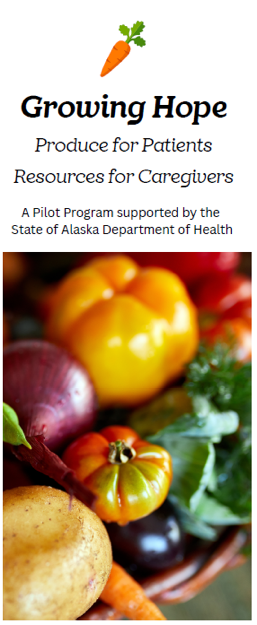 Growing Hope
Produce for Patients
Resources for Caregivers
A Pilot Program supported by the
State of Alaska Department of Health